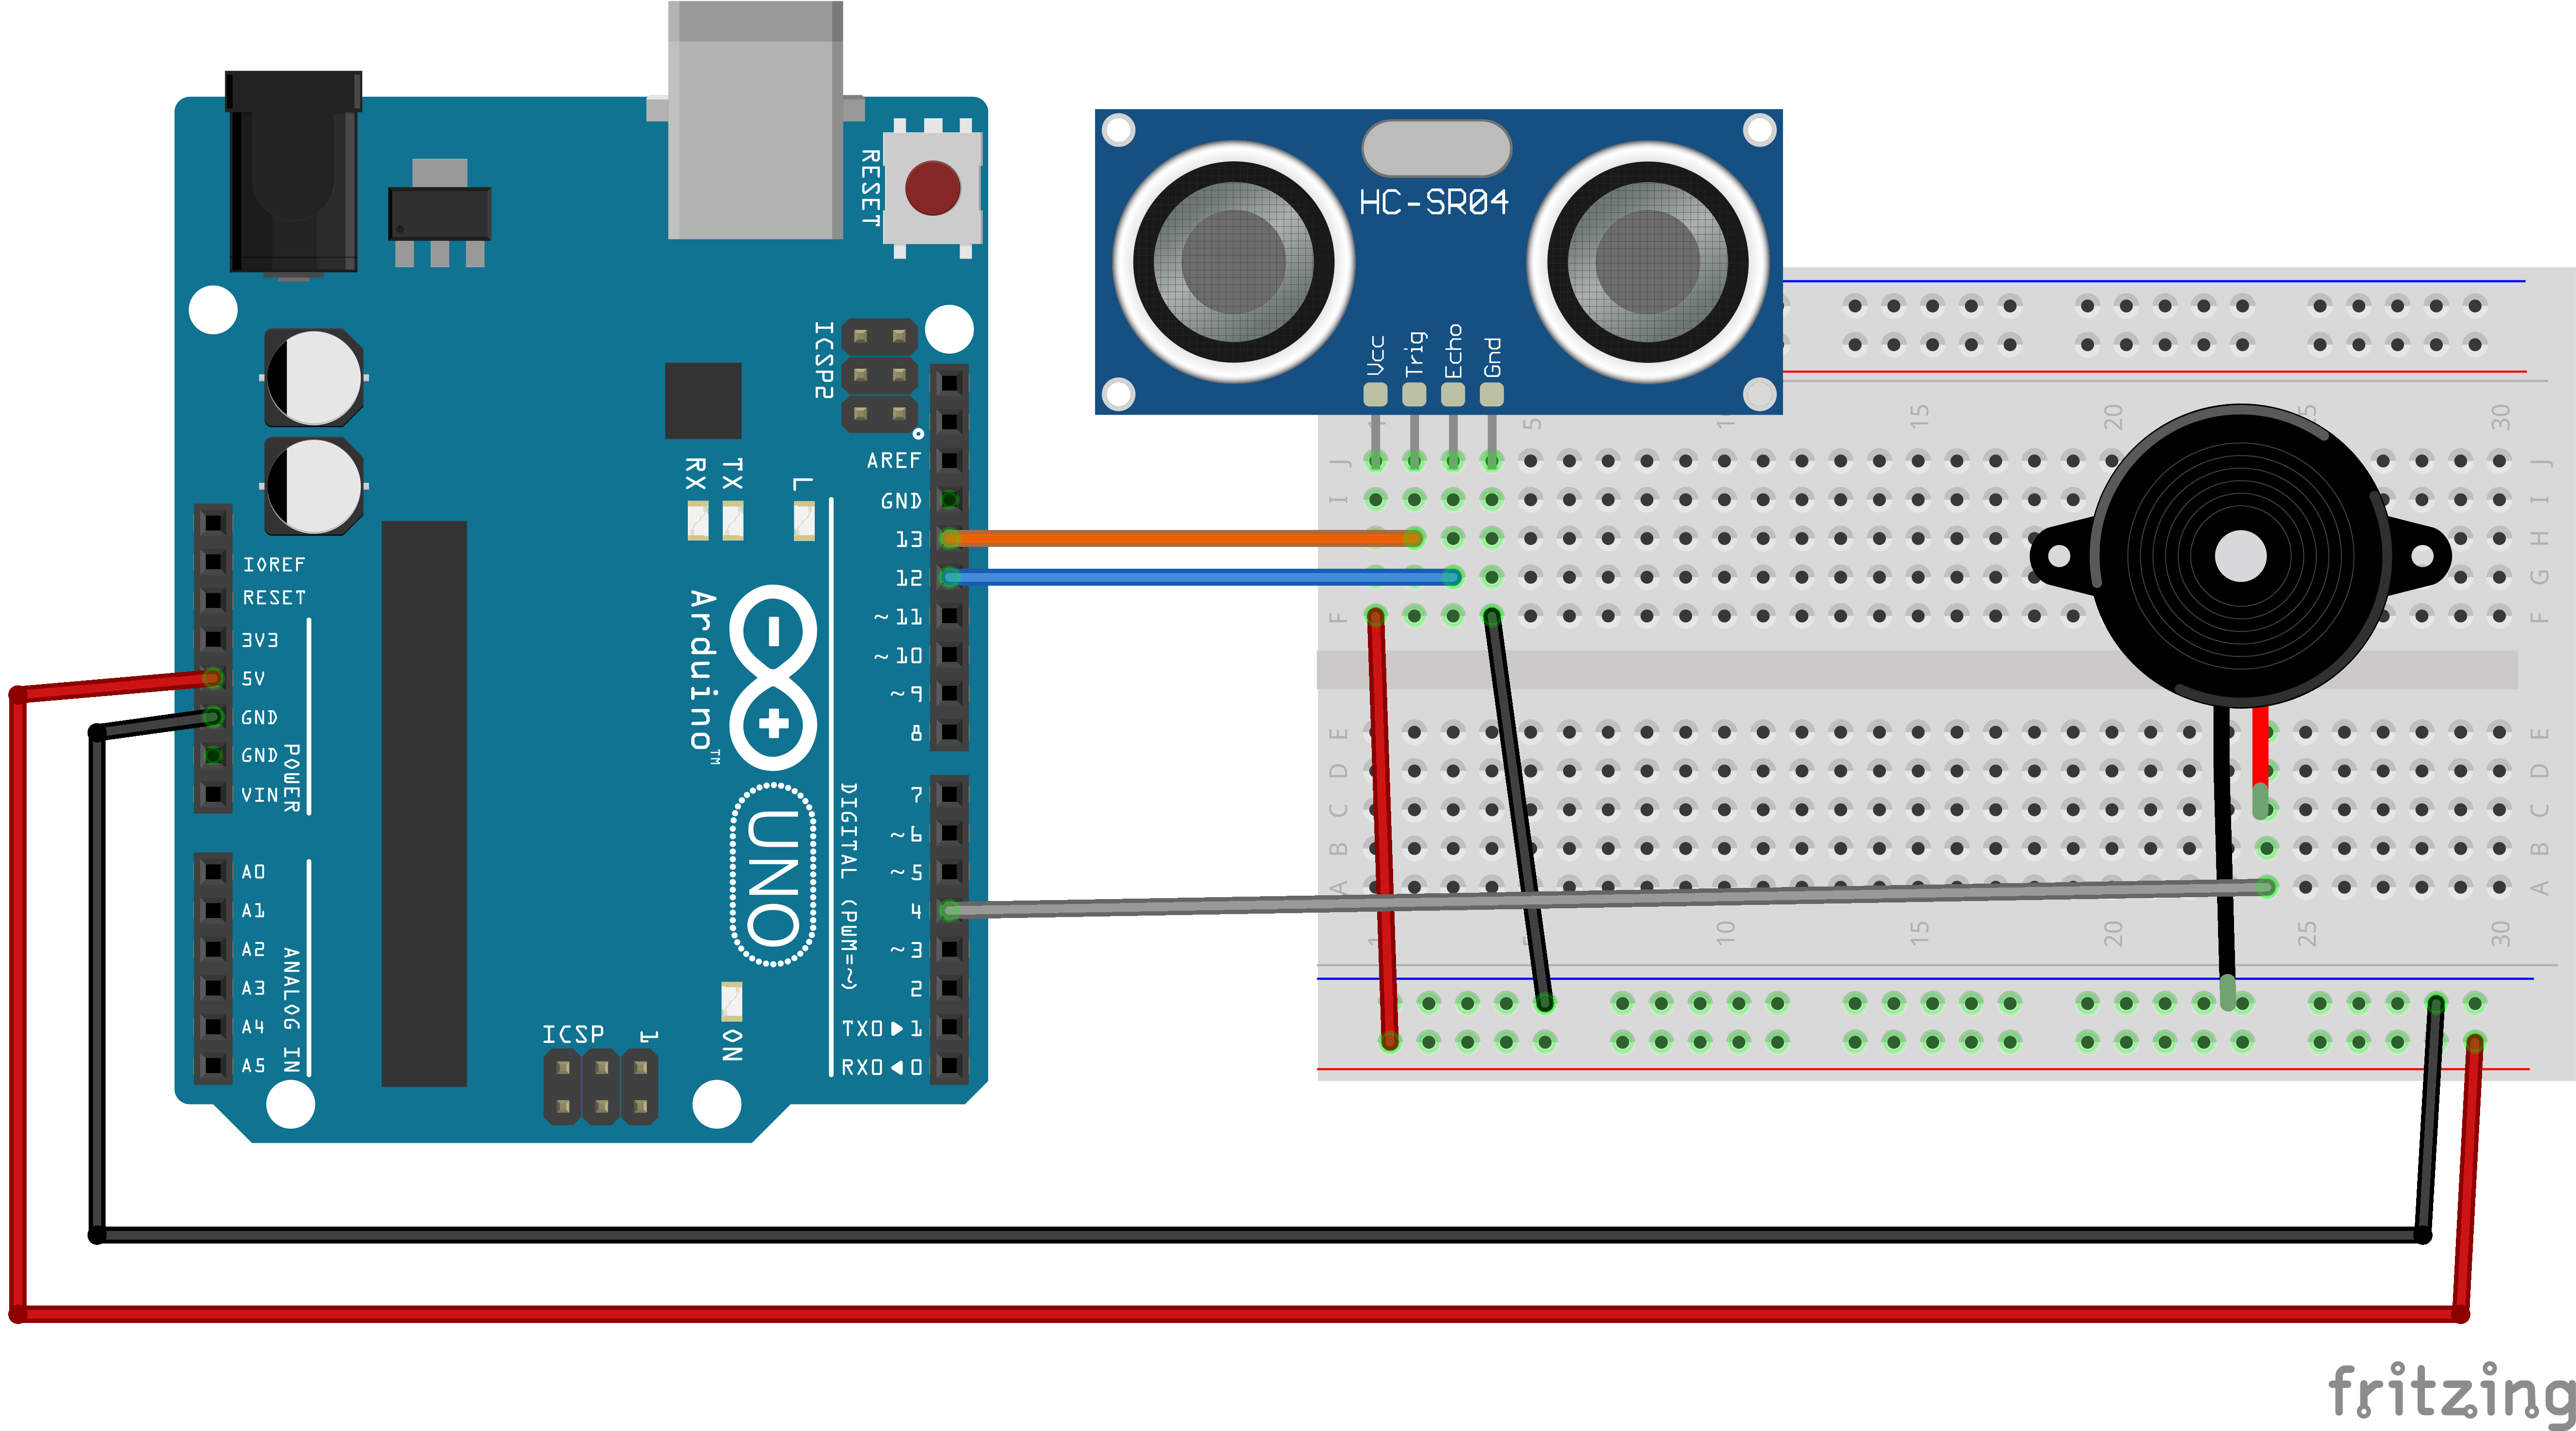 RESET
ICSP2
AREF
GND
13
12
~11
~10
~9
8
7
~6
~5
4
~3
2
TX0▶1
RX0◀0
RX
TX
L
IOREF
RESET
3V3
5V
GND
GND
VIN
POWER
A0
A1
A2
A3
A4
A5
ANALOG IN
Arduino™
UNO
DIGITAL (PWM=~)
ICSP
1
ON
HC-SR04
Vcc
Trig
Echo
Gnd
5
15
20
30
J
I
H
G
F
E
D
C
B
A
J
I
H
G
F
E
D
C
B
A
10
15
20
25
30
fritzing